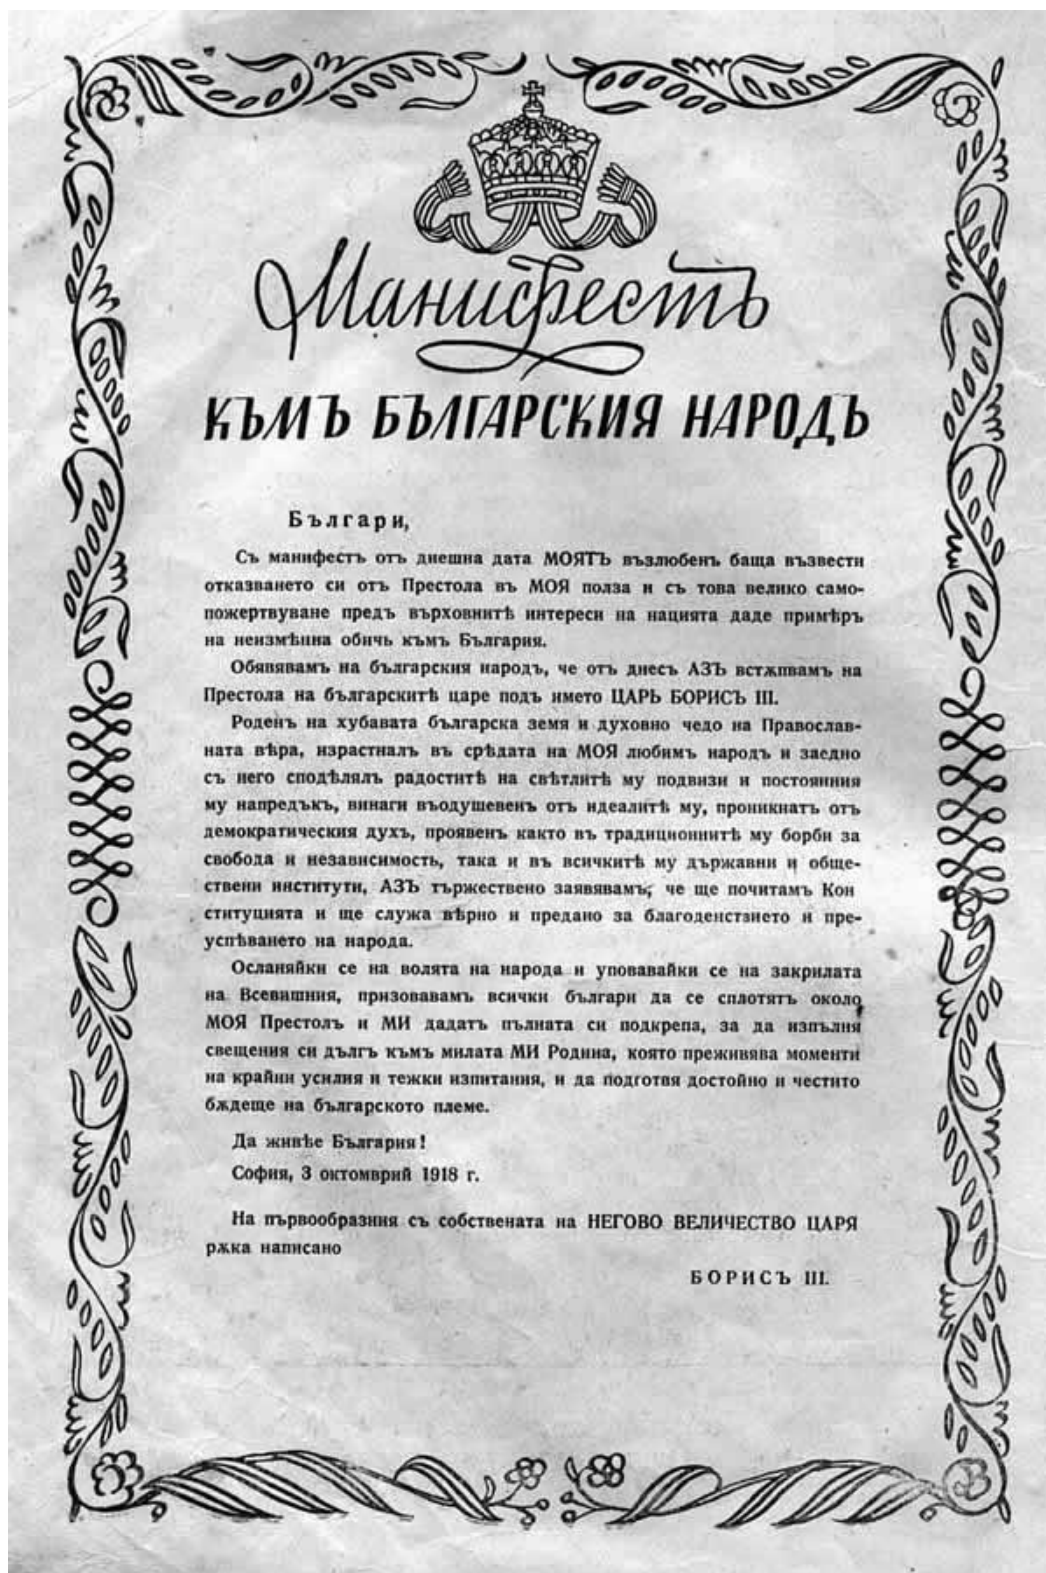 Манифестъ
КЪМЪ БЪЛГАРСКИЯ НАРОДЪ
Българи,
Съ манифестъ отъ днешна дата МОЯТЪ възлюбенъ баща възвести
отказването си отъ Престола въ МОЯ полза и съ това велико само-
пожертвуване предъ върховнитѣ интереси на нацията даде примѣръ
на неизмѣнна обичь къмъ България.
Обявявамъ на българския народъ, че отъ днесъ АЗЪ встѫпвамъ на
Престола на българскитѣ царе подъ името ЦАРЬ БОРИСЪ III.
Роденъ на хубавата българска земя и духовно чедо на Православ-
ната вѣра, израстналъ въ срѣдата на МОЯ любимъ народъ и заедно
съ него сподѣлялъ радоститѣ на свѣтлитѣ му подвизи и постоянния
му напредъкъ, винаги въодушевенъ отъ идеалитѣ му, проникнатъ отъ
демократическия духъ, проявенъ както въ традиционнитѣ му борби за
свобода и независимость, така и въ всичкитѣ му държавни и обще-
ствени институти, АЗЪ тържествено заявявамъ, че ще почитамъ Кон
ституцията и ще служа вѣрно и предано за благоденствието и пре-
успѣването на народа.
Осланяйки се на волята на народа и уповавайки се на закрилата
на Всевишния, призовавамъ всички българи да се сплотятъ около
МОЯ Престолъ и МИ дадатъ пълната си подкрепа, за да изпълня
свещения си дългъ къмъ милата МИ Родина, която преживява моменти
на крайни усилия и тежки изпитания, и да подготвя достойно и честито
бѫдеще на българското племе.
Да живѣе България!
София, 3 октомврий 1918 г.
На първообразния съ собствената на НЕГОВО ВЕЛИЧЕСТВО ЦАРЯ
рѫка написано
БОРИСЪ III.